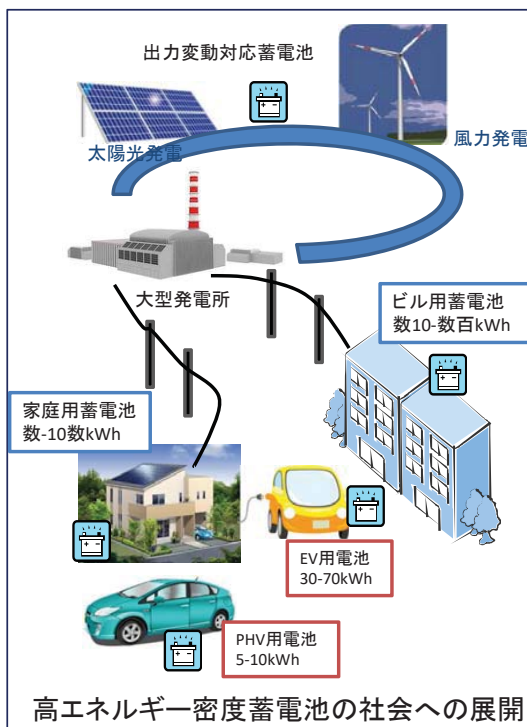 出力変動対応蓄電池
太陽光発電
風力発電
大型発電所
ビル用蓄電池
数10-数百kWh
家庭用蓄電池
数-10数kWh
EV用電池
30-70kWh
PHV用電池
5-10kWh
高エネルギー密度蓄電池の社会への展開